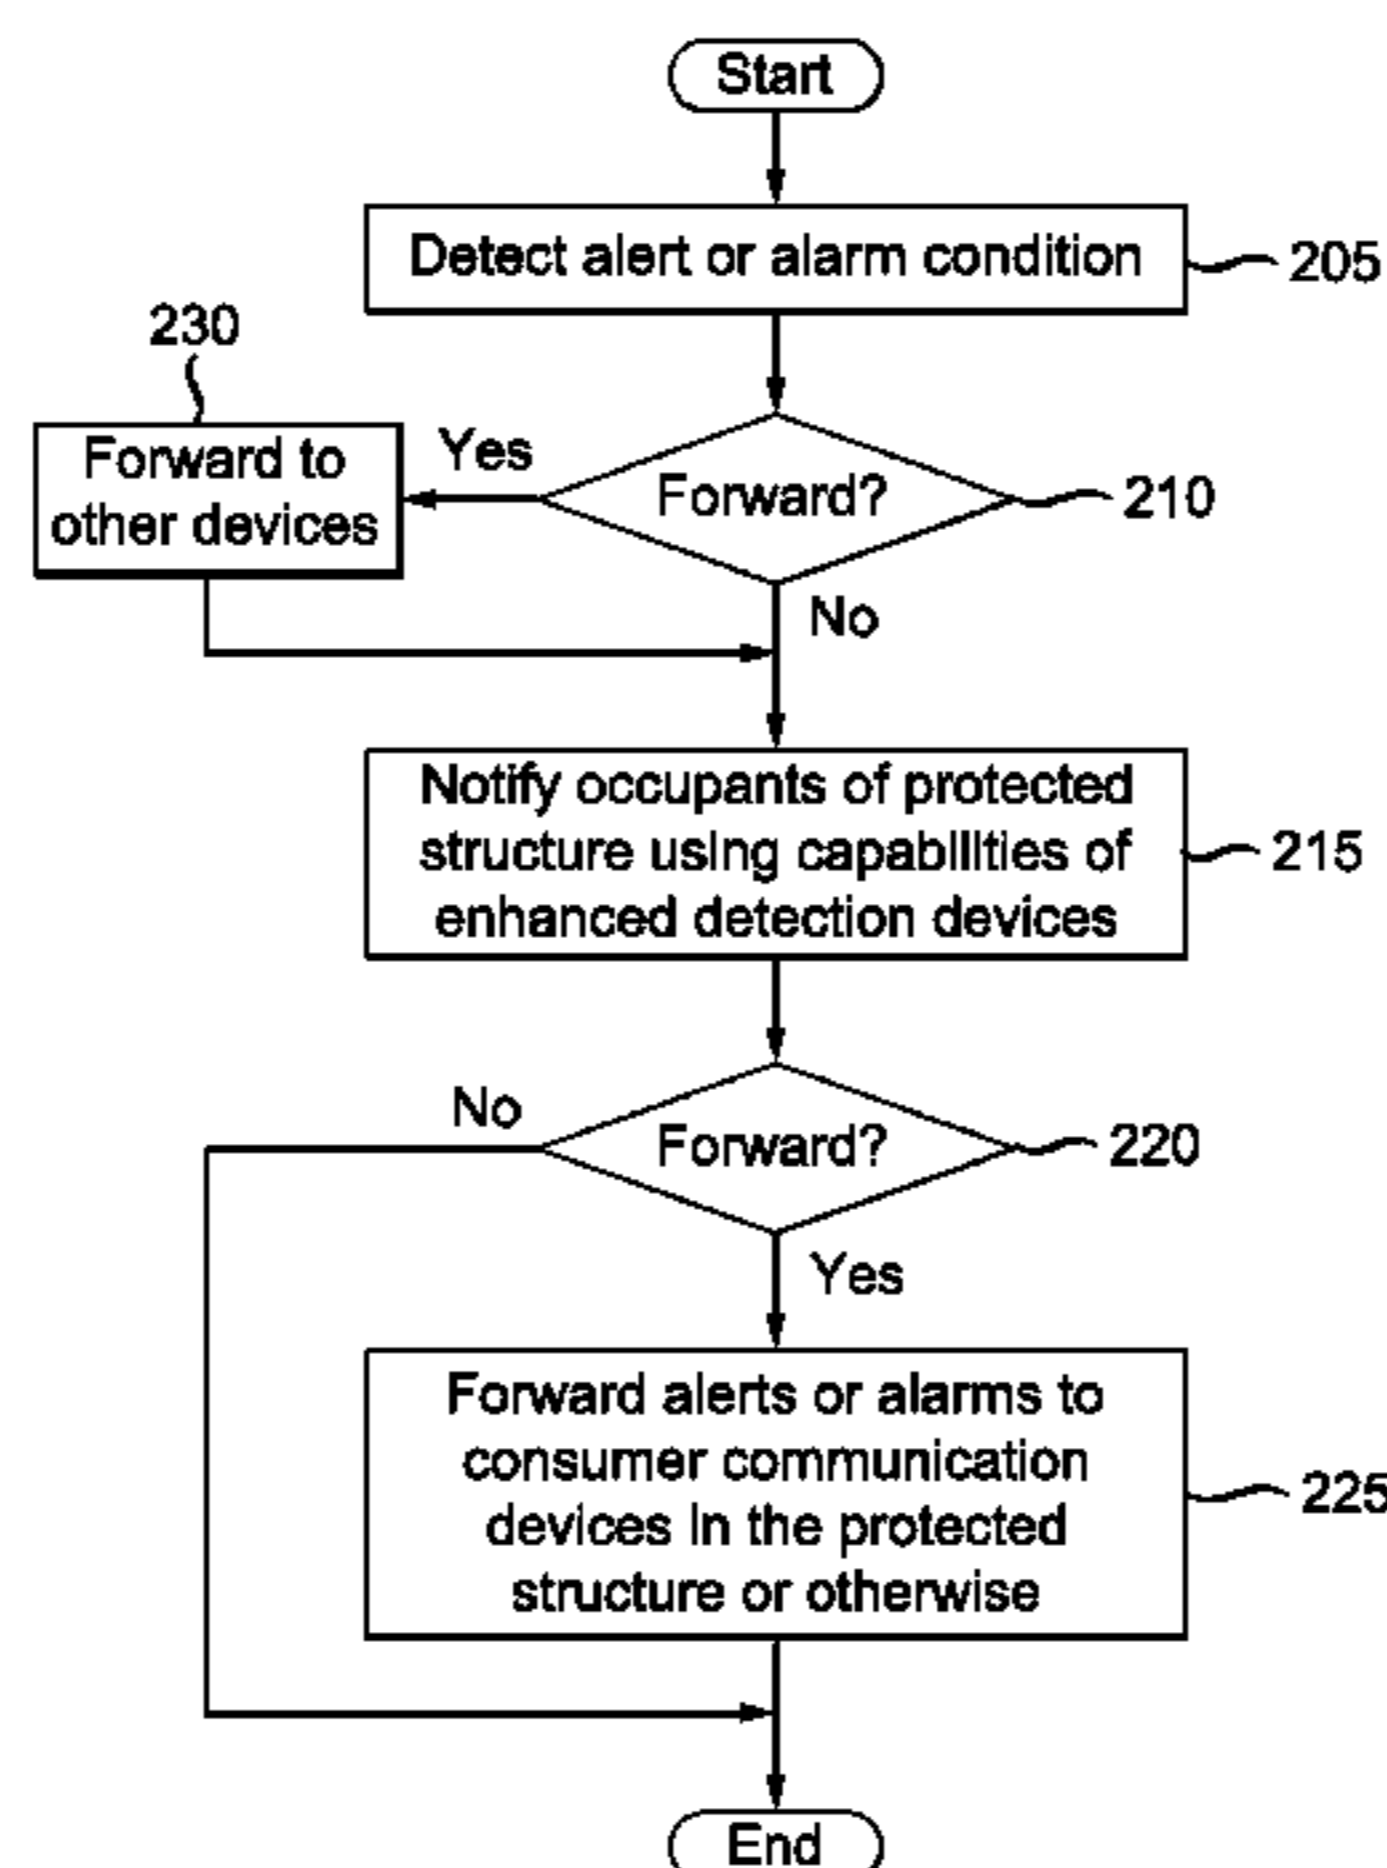 Start
Detect alert or alarm condition
205
230
Forward to
other devices
Yes
Forward?
210
No
Notify occupants of protected
structure using capabilities of
enhanced detection devices
215
No
Forward?
220
Yes
Forward alerts or alarms to
consumer communication
devices in the protected
structure or otherwise
225
End